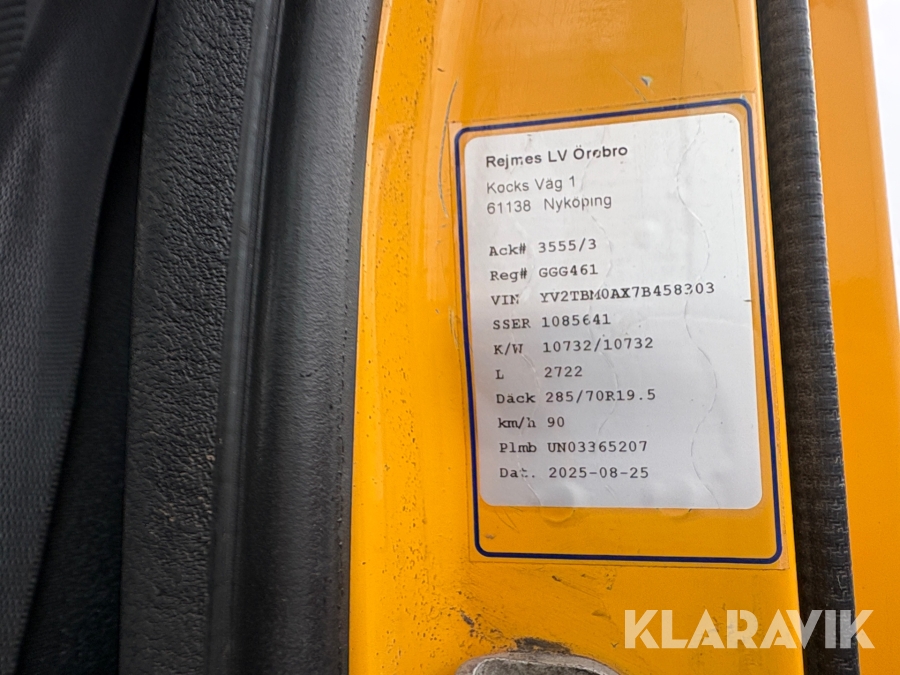 Rejmes LV Örebro
Kocks Väg 1
61138 Nyköping
Ack# 3555/3
Reg# GGG461
VIN YV2TBM0AX7B458303
SSER 1085641
K/W 10732/10732
L 2722
Däck 285/70R19.5
km/h 90
Plmb UN03365207
Dat. 2025-08-25
KLARAVIK